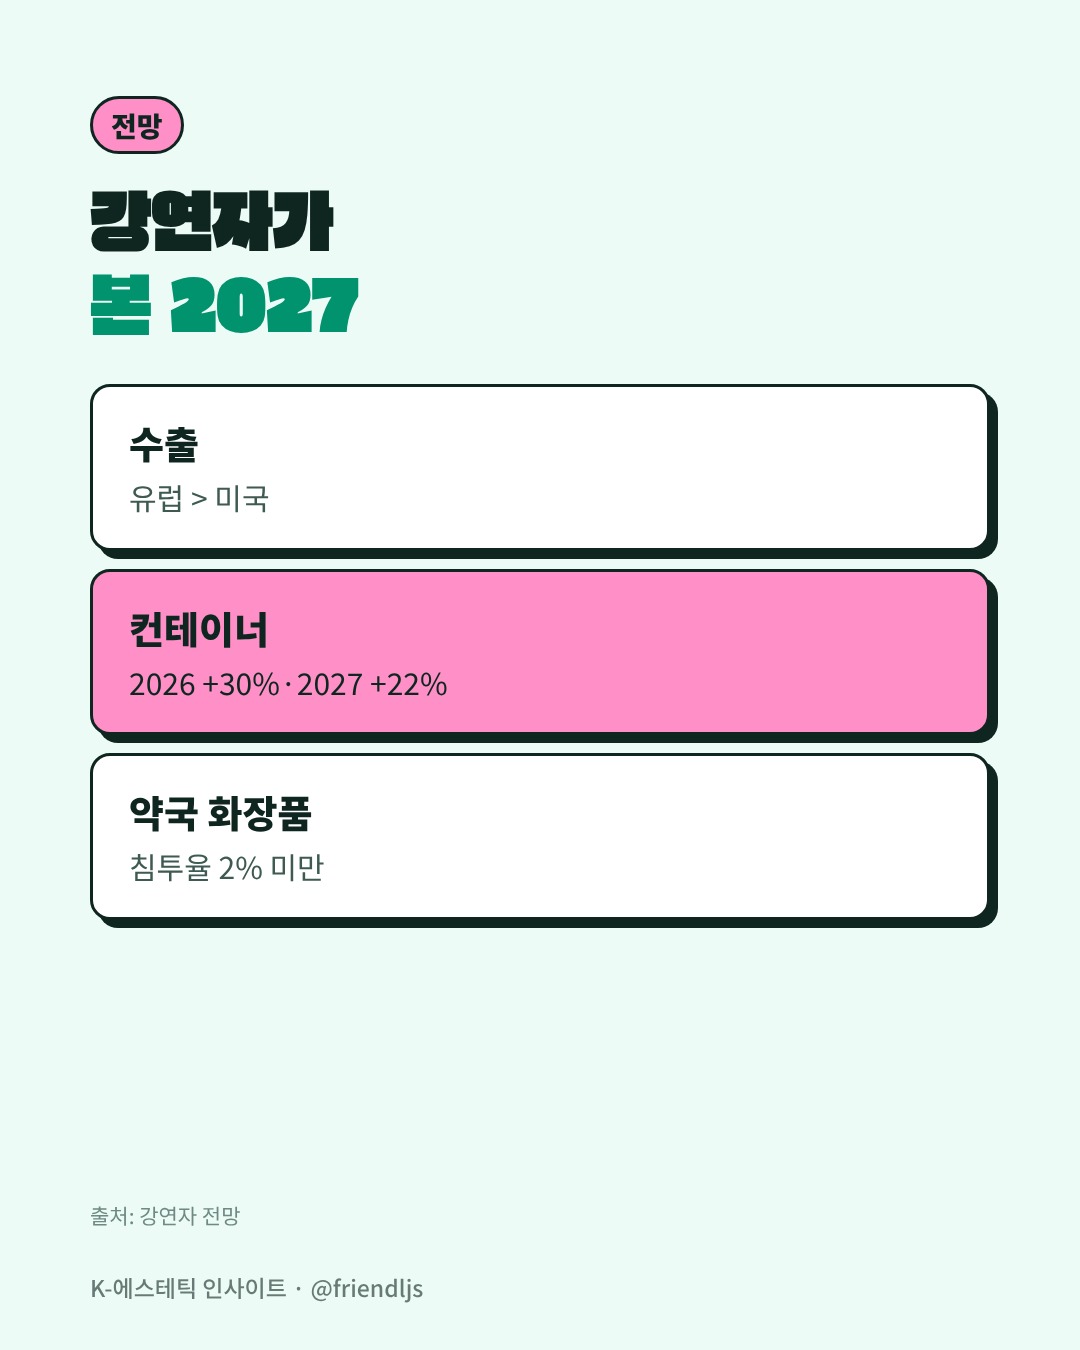 전망
강연자가
본 2027
수출
유럽 > 미국
컨테이너
2026 +30% · 2027 +22%
약국 화장품
침투율 2% 미만
출처: 강연자 전망
K-에스테틱 인사이트 · @friendljs